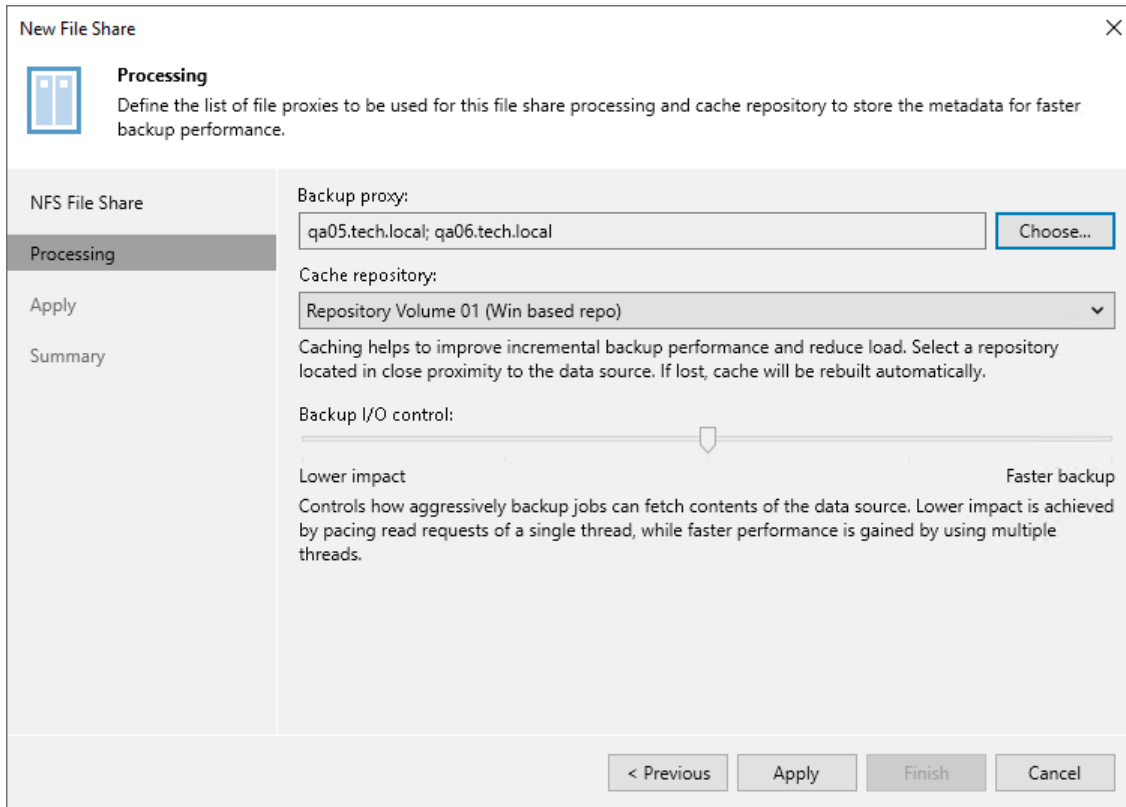 New File Share
Processing
Define the list of file proxies to be used for this file share processing and cache repository to store the metadata for faster
backup performance.
NFS File Share
Processing
Apply
Summary
Backup proxy:
qa05.tech.local; qa06.tech.local
Choose...
Cache repository:
Repository Volume 01 (Win based repo)
Caching helps to improve incremental backup performance and reduce load. Select a repository
located in close proximity to the data source. If lost, cache will be rebuilt automatically.
Backup I/O control:
Lower impact
Faster backup
Controls how aggressively backup jobs can fetch contents of the data source. Lower impact is achieved
by pacing read requests of a single thread, while faster performance is gained by using multiple
threads.
< Previous
Apply
Finish
Cancel